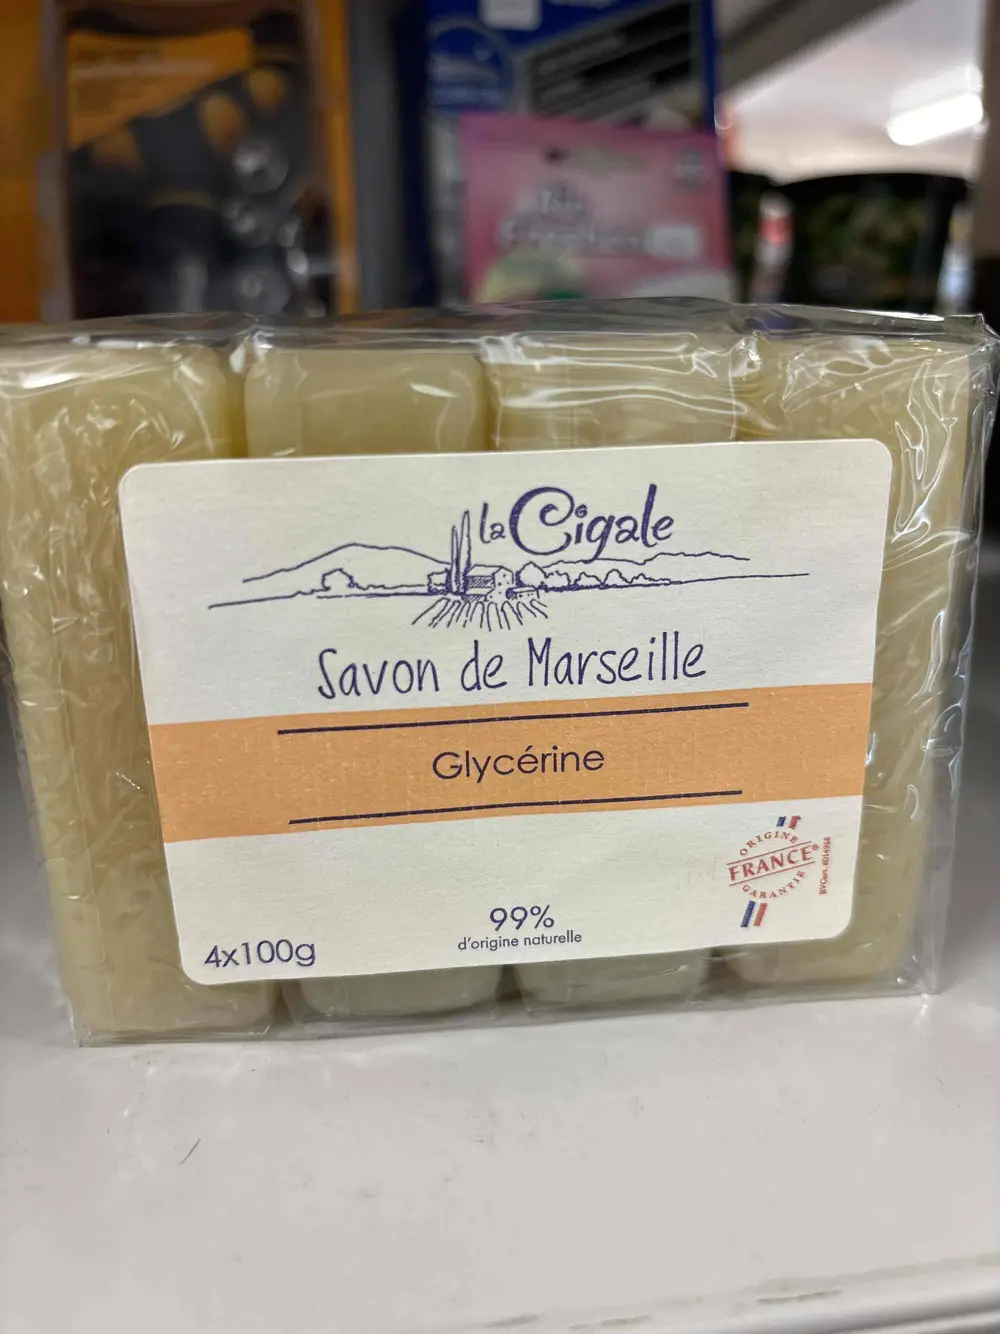 la Cigale
Savon de Marseille
Glycérine
ORIGINE
FRANCE
GARANTIE
99%
d'origine naturelle
4x100g